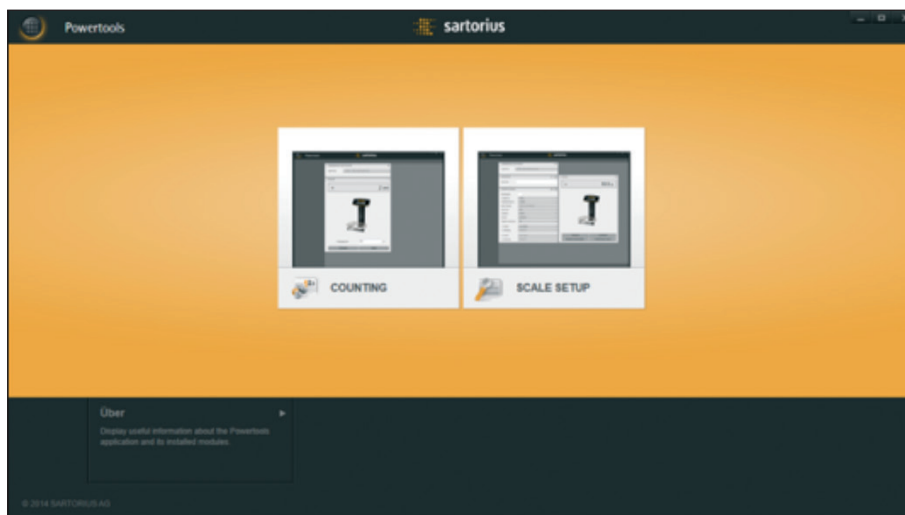 Powertools
sartorius
COUNTING
SCALE SETUP
Über
Display useful information about the Powertools
application and its installed modules.
© 2014 SARTORIUS AG